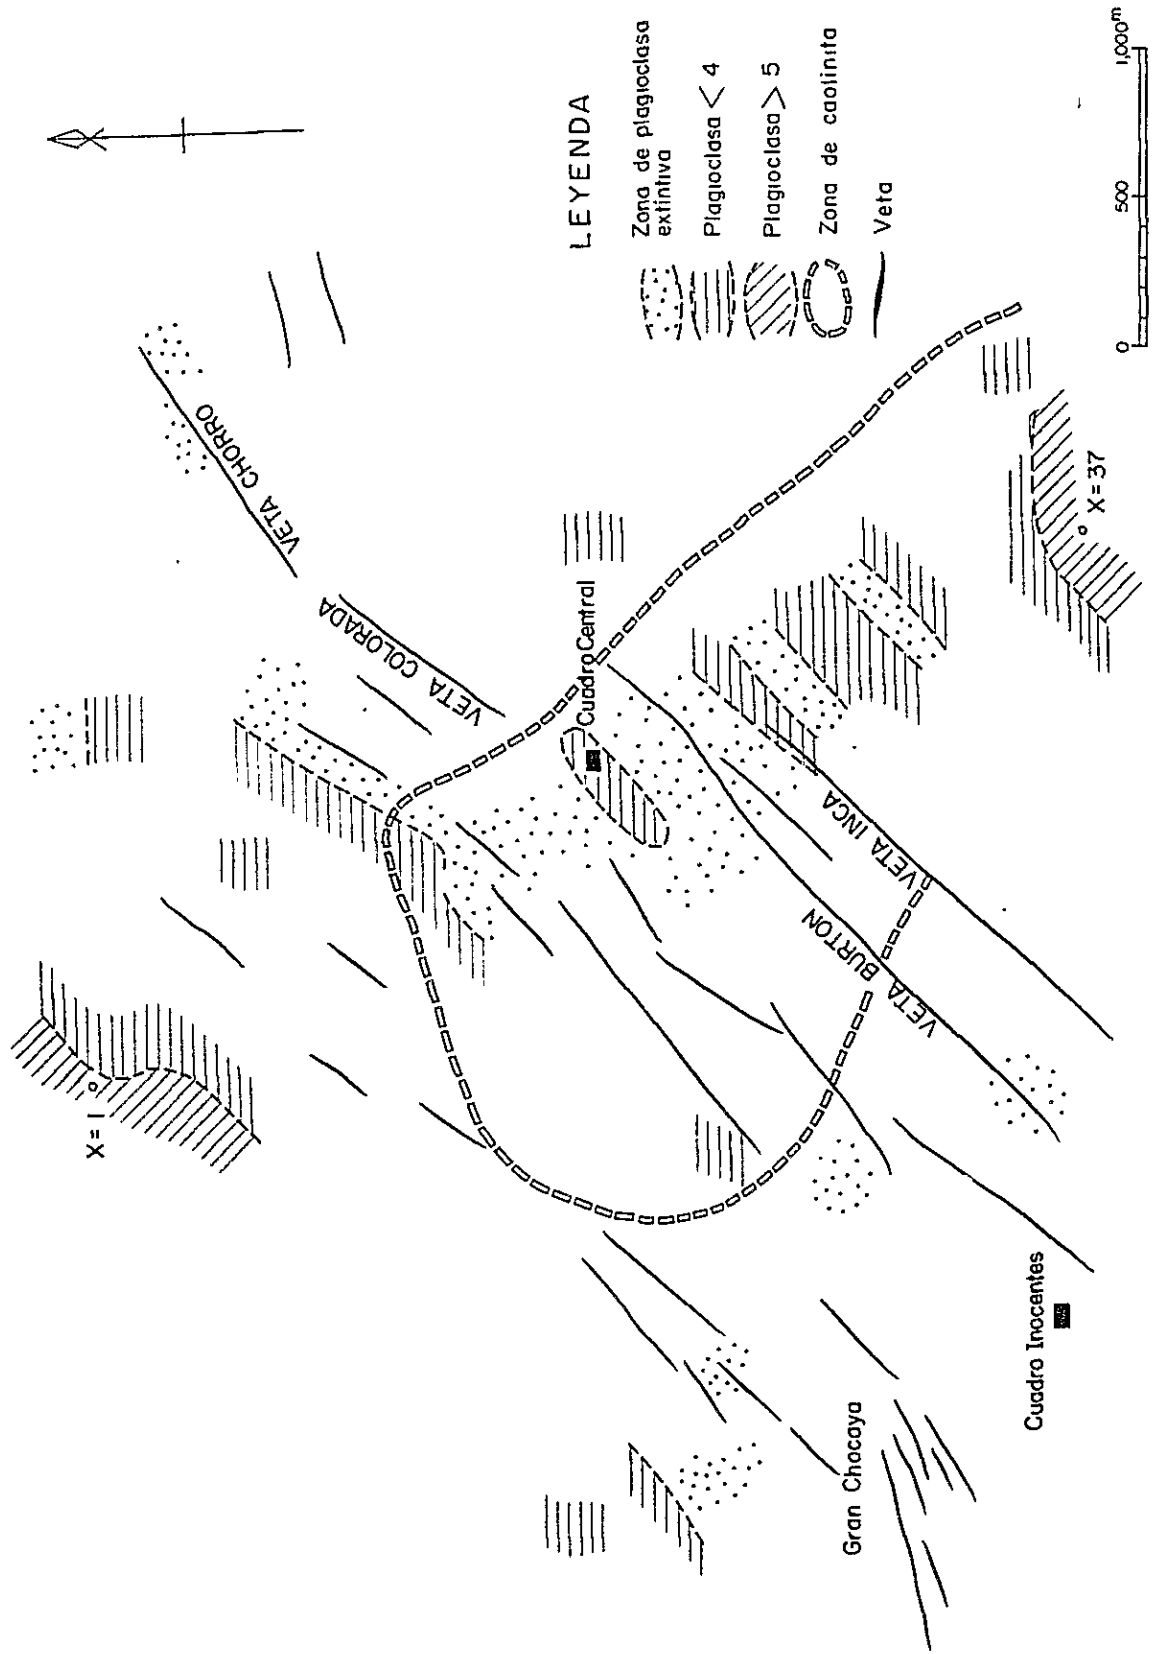 LEYENDA
Zona de plagioclasa
extintiva
Plagioclasa < 4
Plagioclasa > 5
Zona de caolinita
Veta
0 500 1,000m
VETA CHORRO
VETA COLORADA
Cuadro Central
VETA INCA
VETA BURTON
X = 1
X = 37
Gran Chocaya
Cuadro Inocentes